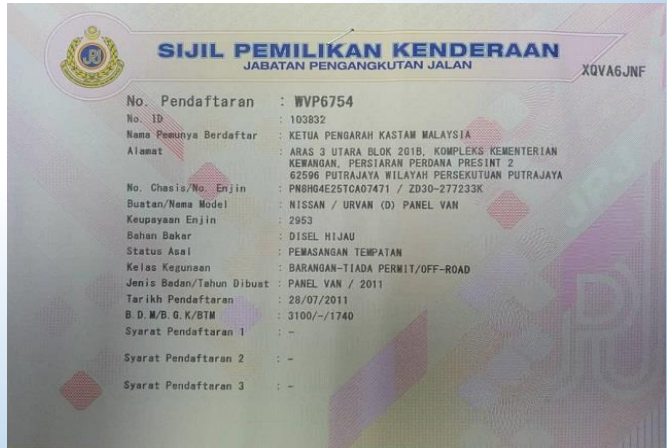 SIJIL PEMILIKAN KENDERAAN
JABATAN PENGANGKUTAN JALAN
XQVA6JNF
No. Pendaftaran : WVP6754
No. ID : 103832
Nama Pemunya Berdaftar : KETUA PENGARAH KASTAM MALAYSIA
Alamat : ARAS 3 UTARA BLOK 201B, KOMPLEKS KEMENTERIAN
KEWANGAN, PERSIARAN PERDANA PRESINT 2
62596 PUTRAJAYA WILAYAH PERSEKUTUAN PUTRAJAYA
No. Chasis/No. Enjin : PN8HG4E25TCA07471 / ZD30-277233K
Buatan/Nama Model : NISSAN / URVAN (D) PANEL VAN
Keupayaan Enjin : 2953
Bahan Bakar : DISEL HIJAU
Status Asal : PEMASANGAN TEMPATAN
Kelas Kegunaan : BARANGAN-TIADA PERMIT/OFF-ROAD
Jenis Badan/Tahun Dibuat : PANEL VAN / 2011
Tarikh Pendaftaran : 28/07/2011
B.D.M/B.G.K/BTM : 3100/-/1740
Syarat Pendaftaran 1 : -
Syarat Pendaftaran 2 : -
Syarat Pendaftaran 3 : -